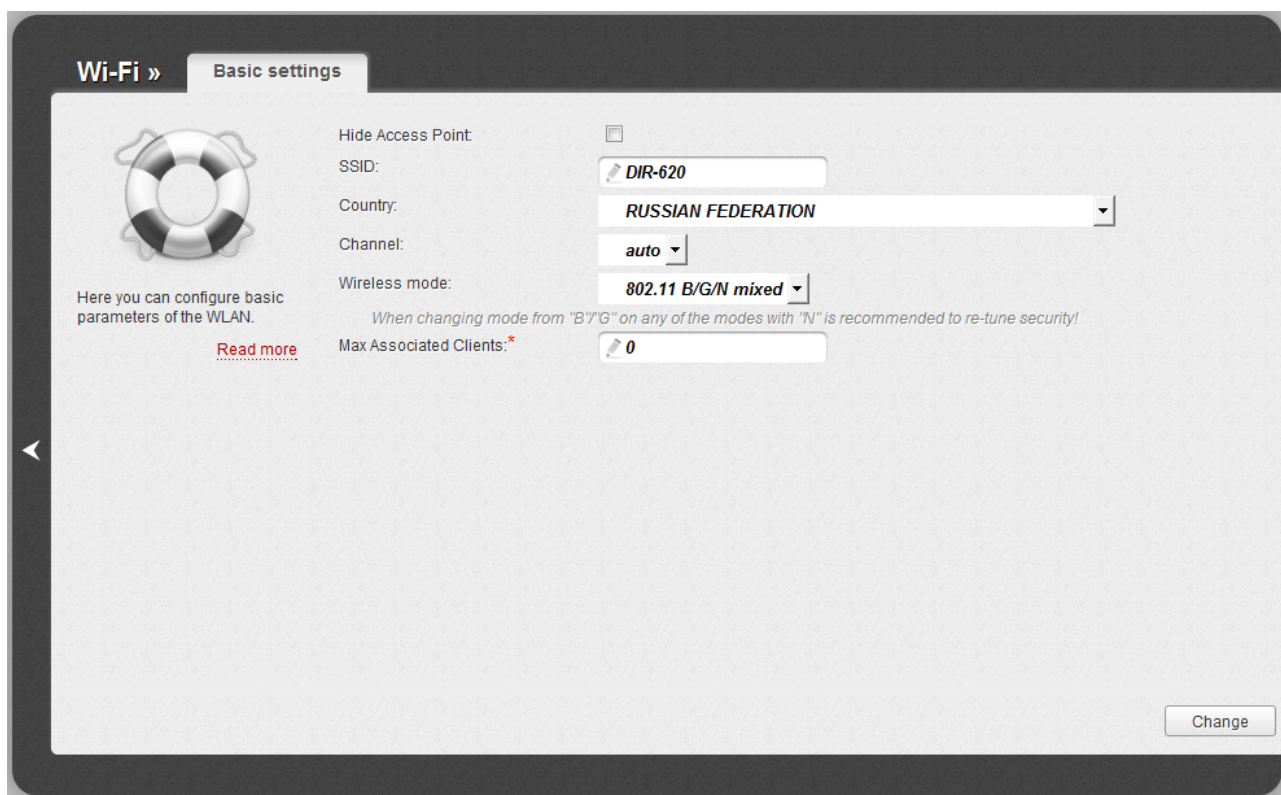 Wi-Fi »
Basic settings
Here you can configure basic
parameters of the WLAN.
Read more
Hide Access Point:
SSID: DIR-620
Country: RUSSIAN FEDERATION
Channel: auto
Wireless mode: 802.11 B/G/N mixed
When changing mode from "B"/"G" on any of the modes with "N" is recommended to re-tune security!
Max Associated Clients:* 0
Change